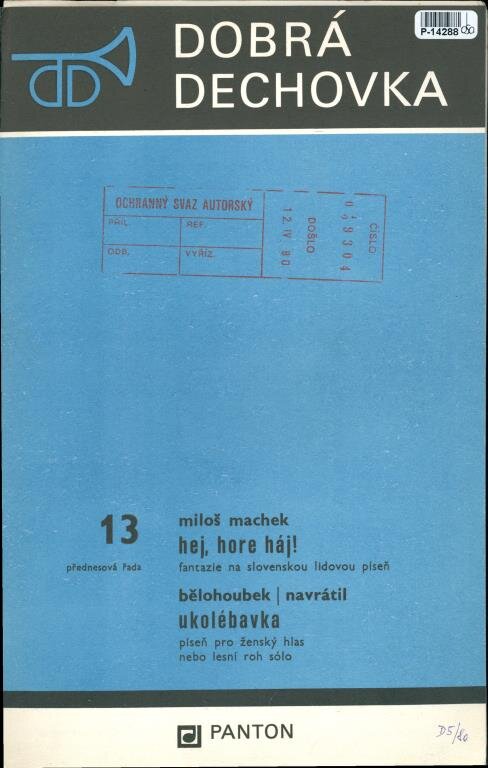 DOBRÁ
DECHOVKA
P-14288
OCHRANNÝ SVAZ AUTORSKÝ
PŘÍL.
REF.
ODB.
VYŘÍZ.
12. IV. 80
DOŠLO
ČÍSLO
13
přednesová řada
miloš machek
hej, hore háj!
fantazie na slovenskou lidovou píseň
bělohoubek | navrátil
ukolébavka
píseň pro ženský hlas
nebo lesní roh sólo
PANTON